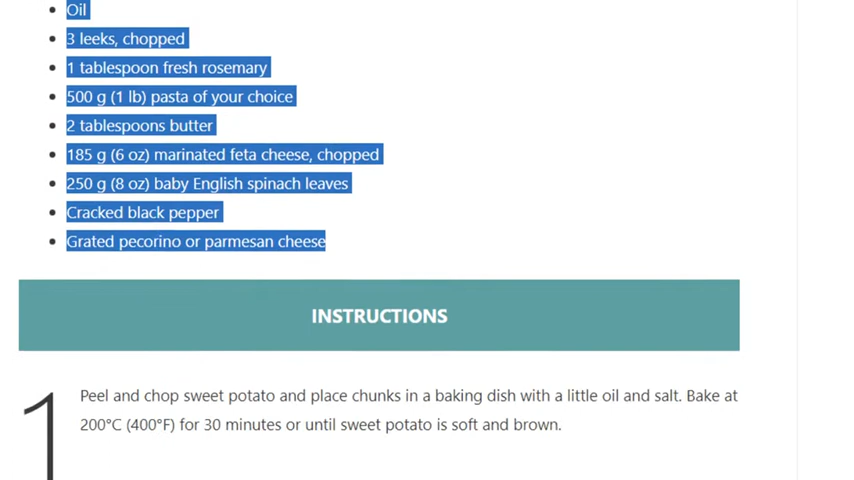 Oil
3 leeks, chopped
1 tablespoon fresh rosemary
500 g (1 lb) pasta of your choice
2 tablespoons butter
185 g (6 oz) marinated feta cheese, chopped
250 g (8 oz) baby English spinach leaves
Cracked black pepper
Grated pecorino or parmesan cheese
INSTRUCTIONS
1
Peel and chop sweet potato and place chunks in a baking dish with a little oil and salt. Bake at
200°C (400°F) for 30 minutes or until sweet potato is soft and brown.